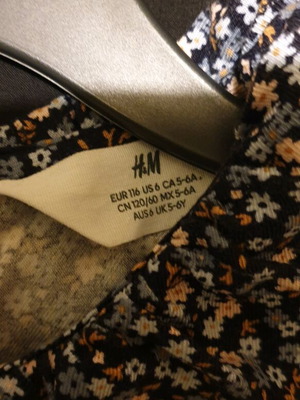 H&M
EUR 116 US 6 CA 5-6A
CN 120/60 MX 5-6A
AUS 6 UK 5-6Y